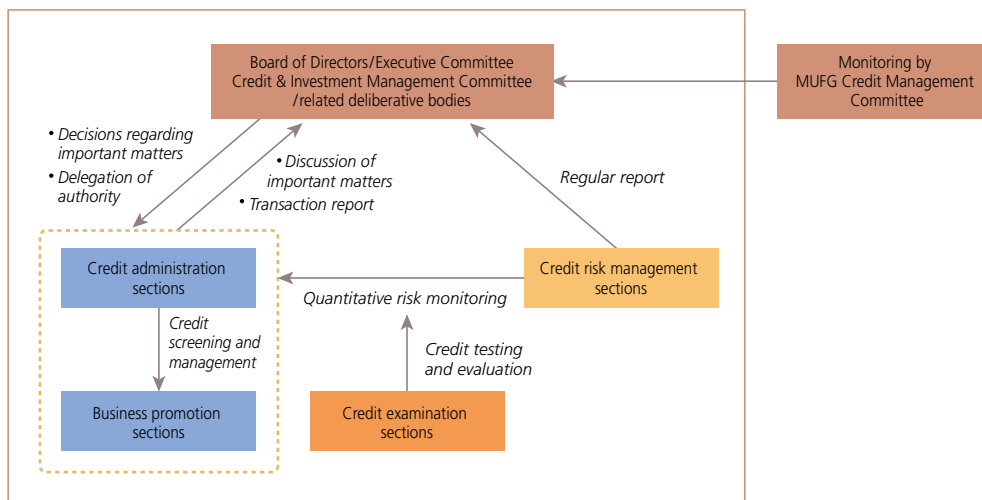 Board of Directors/Executive Committee
Credit & Investment Management Committee
/related deliberative bodies
Monitoring by
MUFG Credit Management
Committee
• Decisions regarding
important matters
• Delegation of
authority
• Discussion of
important matters
• Transaction report
Regular report
Credit administration
sections
Credit risk management
sections
Quantitative risk monitoring
Credit
screening and
management
Credit testing
and evaluation
Business promotion
sections
Credit examination
sections